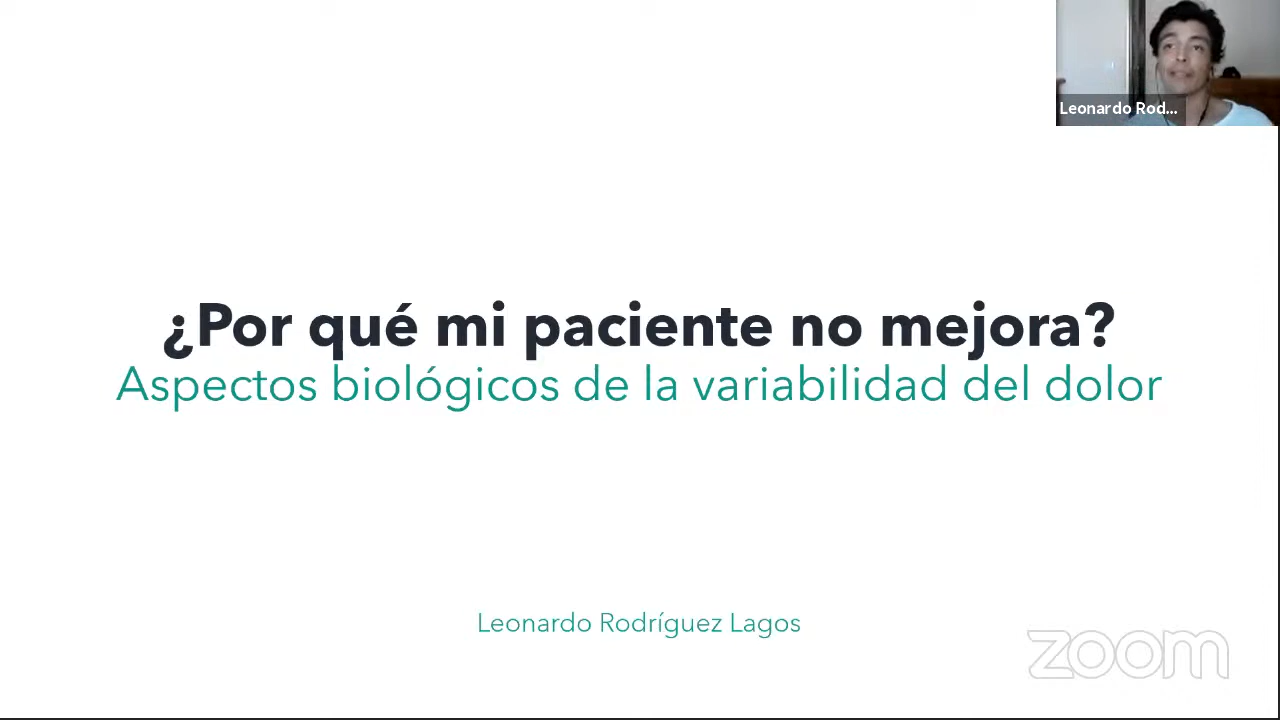 Leonardo Rod...
¿Por qué mi paciente no mejora?
Aspectos biológicos de la variabilidad del dolor
Leonardo Rodríguez Lagos
zoom